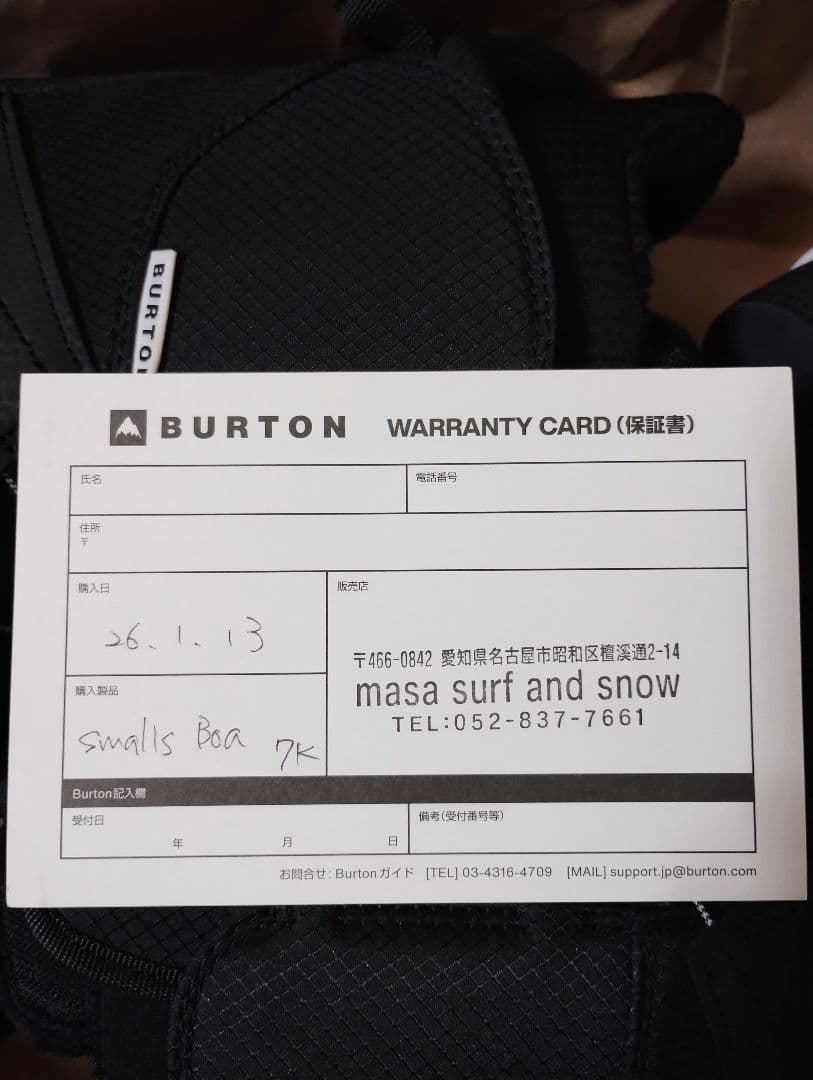 BURTON
BURTON WARRANTY CARD(保証書)
氏名
電話番号
住所
〒
購入日
26.1.13
購入製品
smalls Boa 7K
販売店
〒466-0842 愛知県名古屋市昭和区檀溪通2-14
masa surf and snow
TEL:052-837-7661
Burton記入欄
受付日
年 月 日
備考(受付番号等)
お問合せ: Burtonガイド [TEL] 03-4316-4709 [MAIL] support.jp@burton.com